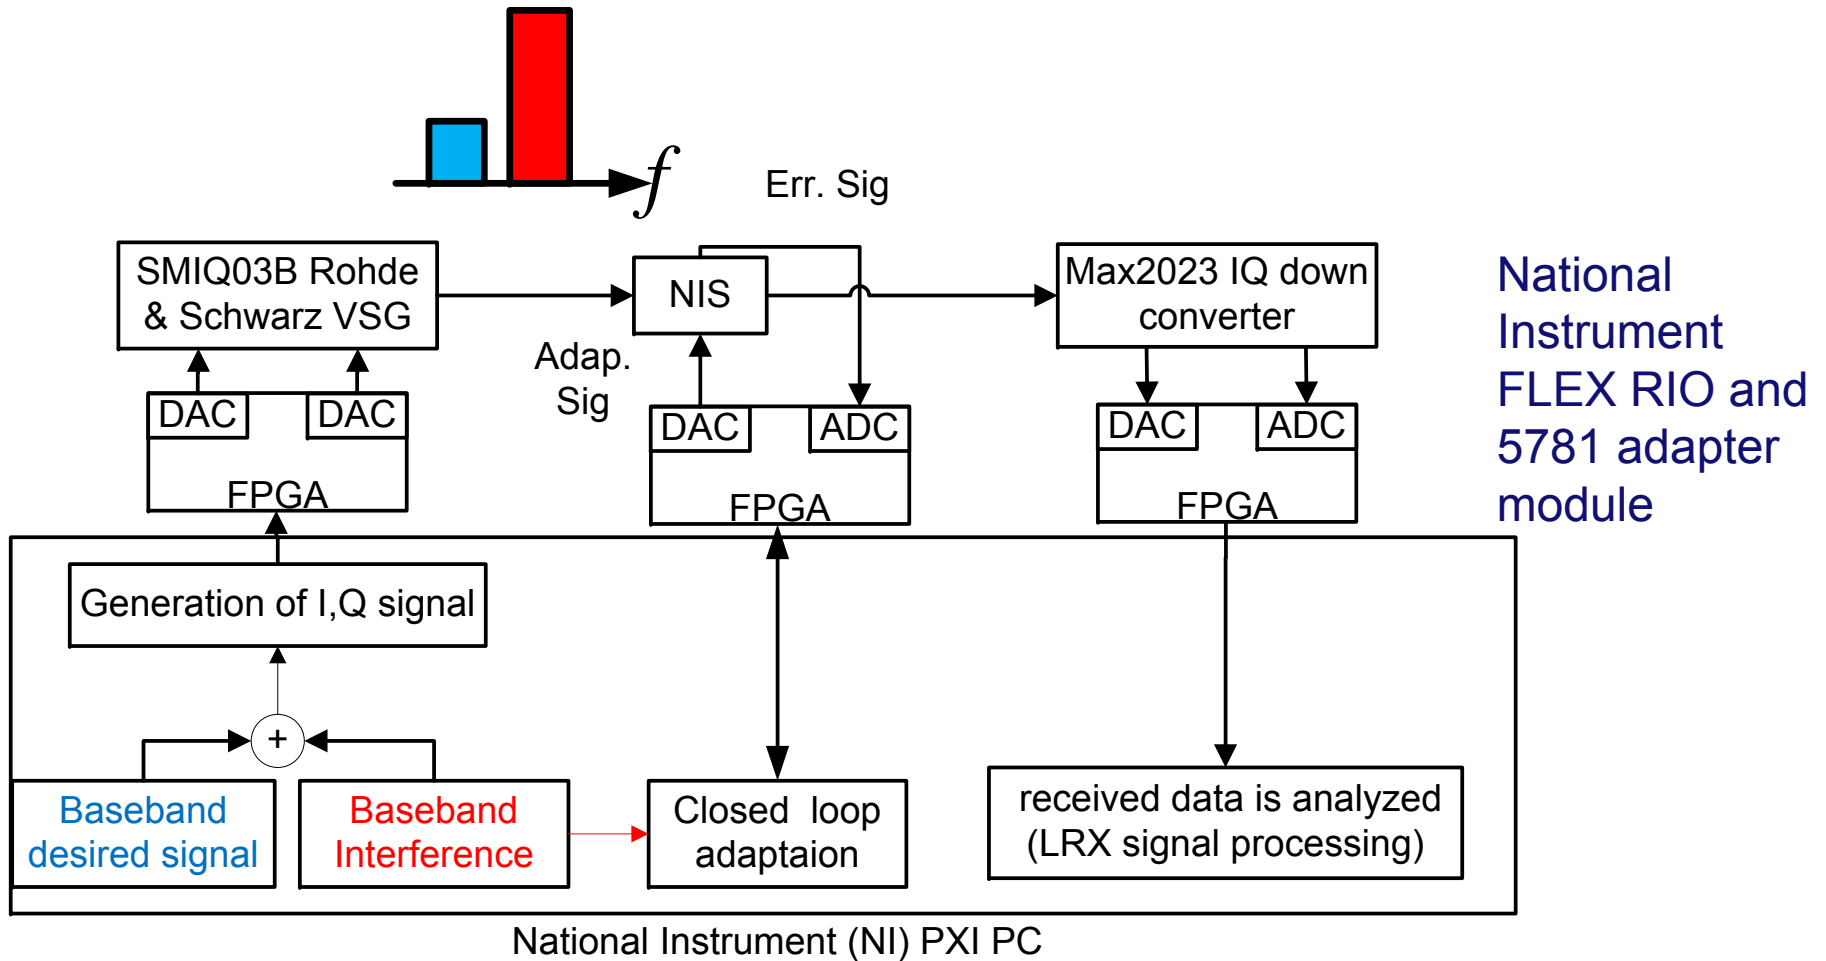 f
Err. Sig
SMIQ03B Rohde
& Schwarz VSG
NIS
Max2023 IQ down
converter
National
Instrument
FLEX RIO and
5781 adapter
module
Adap.
Sig
DAC
DAC
FPGA
DAC
ADC
FPGA
DAC
ADC
FPGA
Generation of I,Q signal
+
Baseband
desired signal
Baseband
Interference
Closed loop
adaptaion
received data is analyzed
(LRX signal processing)
National Instrument (NI) PXI PC